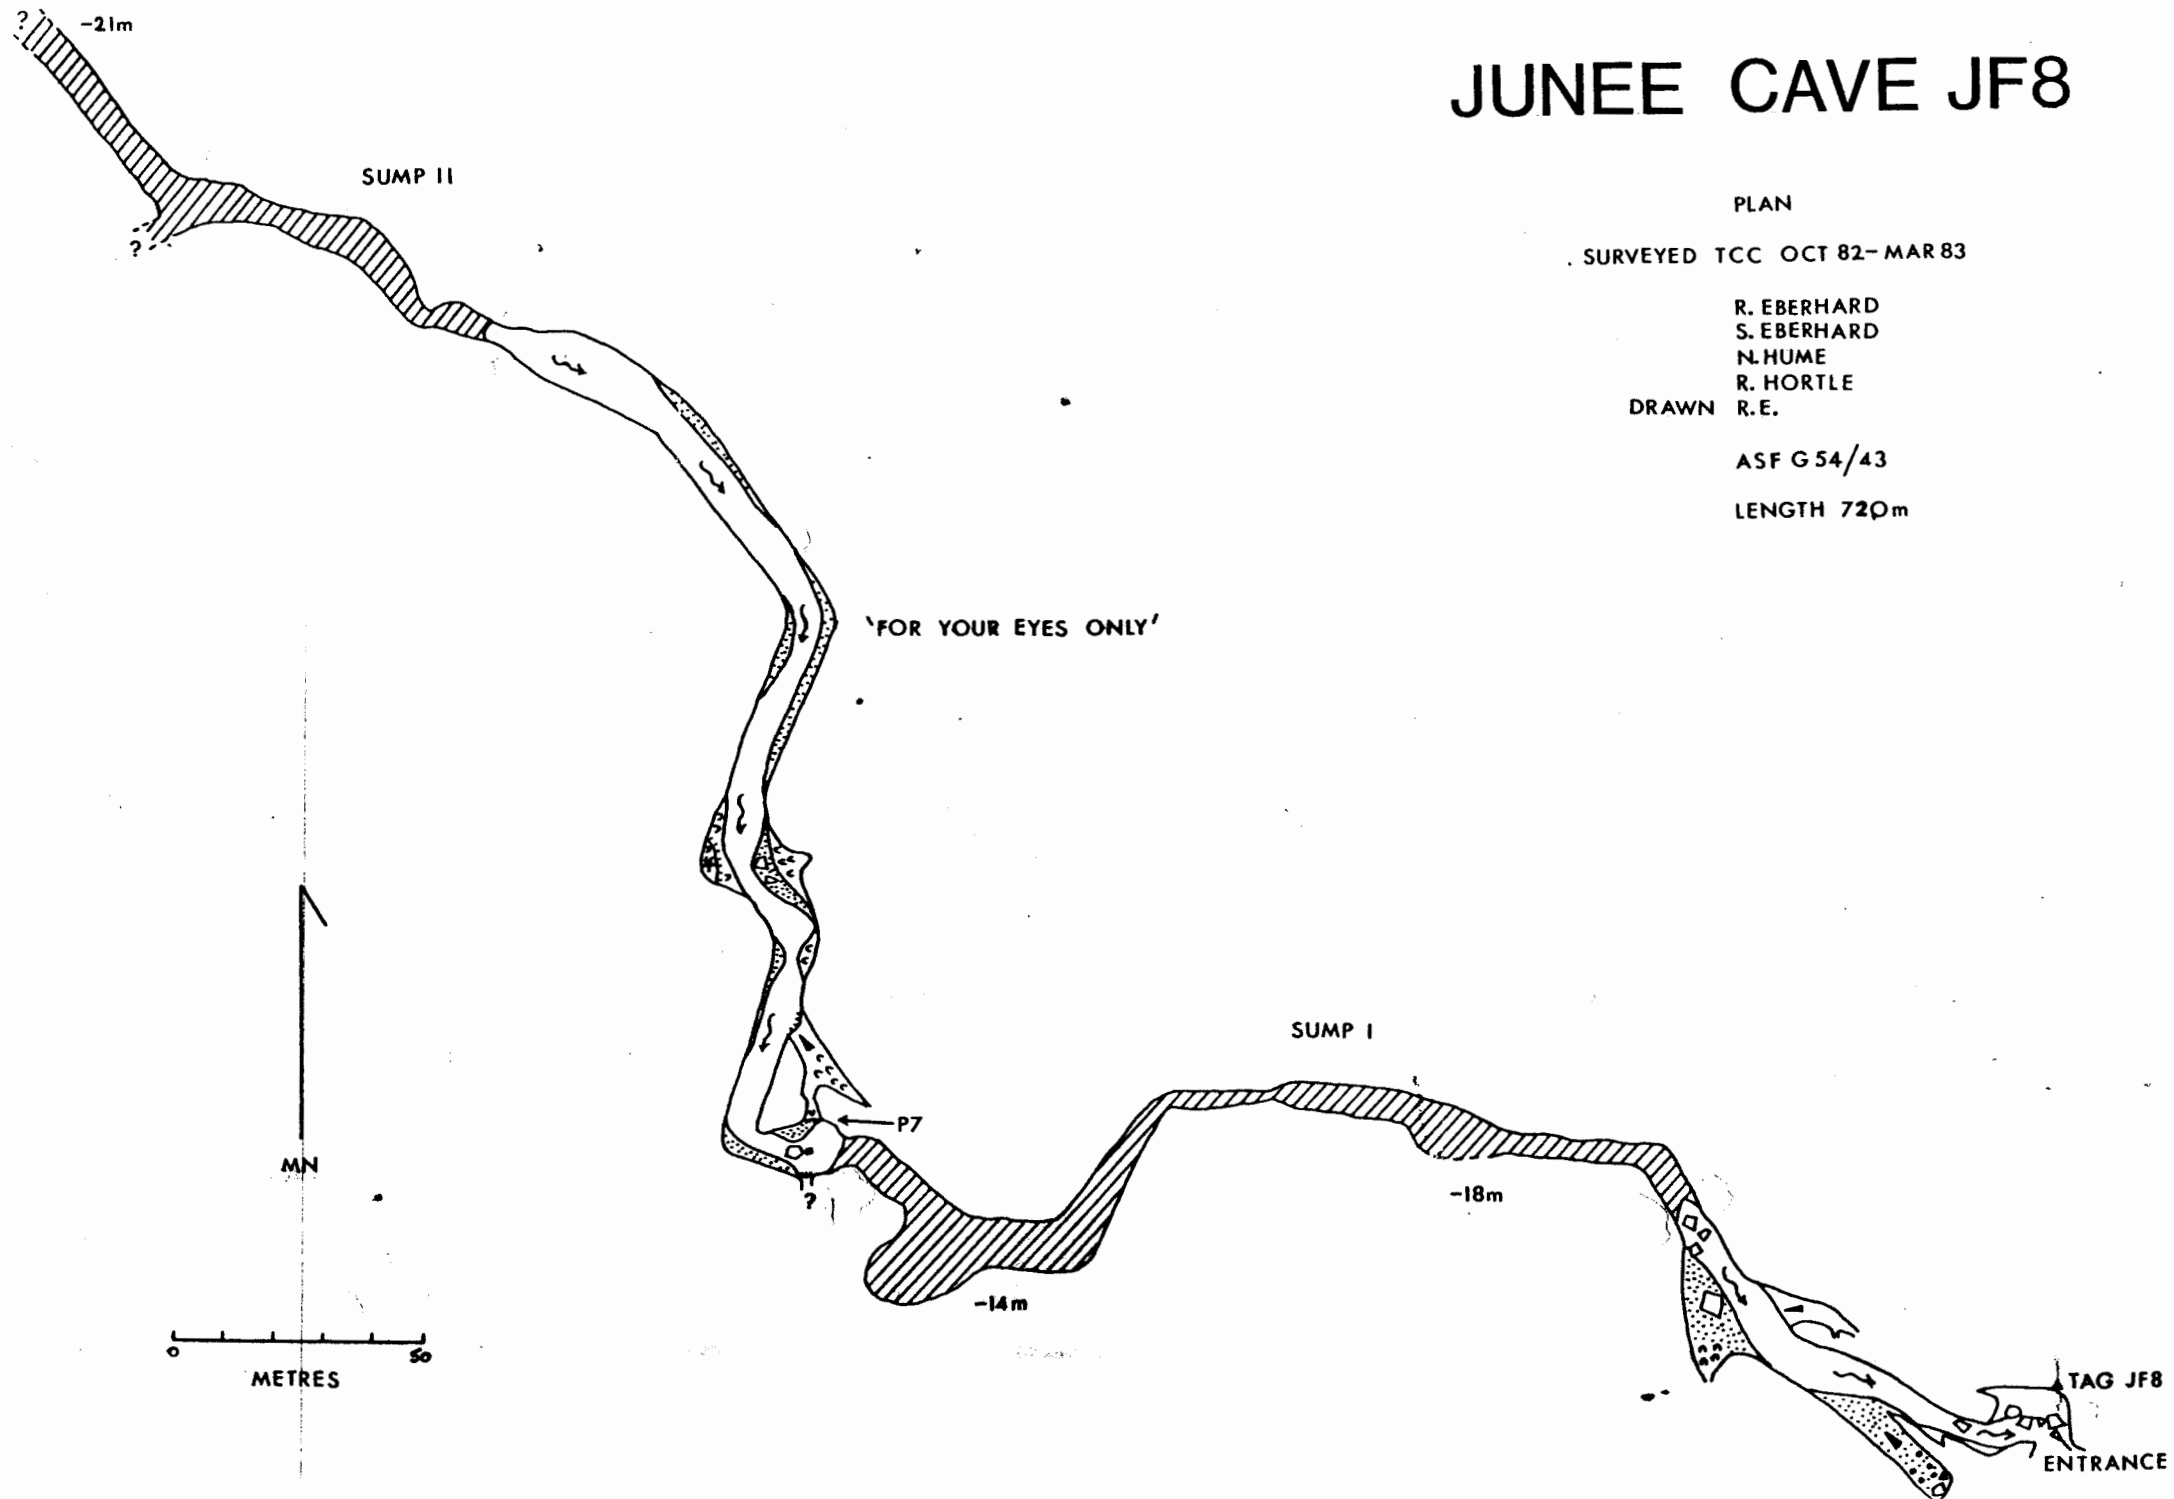 JUNEE CAVE JF8
PLAN
SURVEYED TCC OCT 82-MAR 83
R. EBERHARD
S. EBERHARD
N. HUME
R. HORTLE
DRAWN R.E.
ASF G54/43
LENGTH 720m
? -21m
SUMP II
?
'FOR YOUR EYES ONLY'
SUMP I
P7
MN
?
-18m
-14m
0 50
METRES
TAG JF8
ENTRANCE